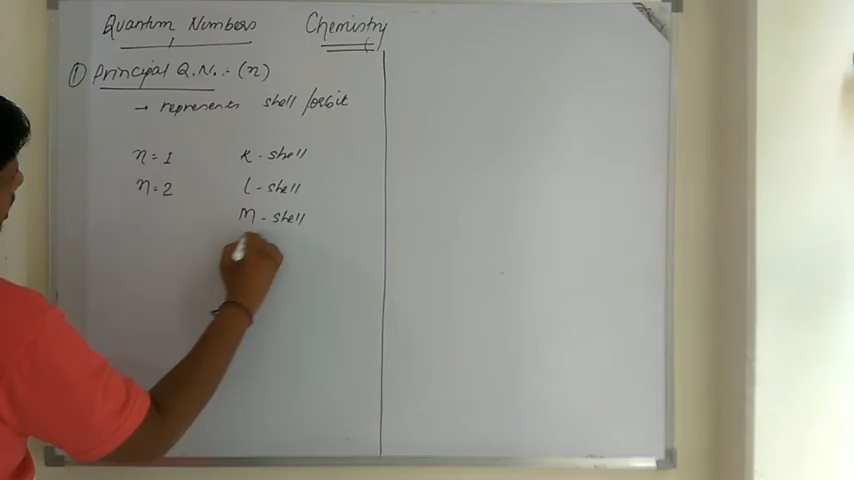 Quantum Numbers Chemistry
① Principal Q.N. :- (n)
→ represents shell/orbit
n = 1 K - shell
n = 2 L - shell
M - shell